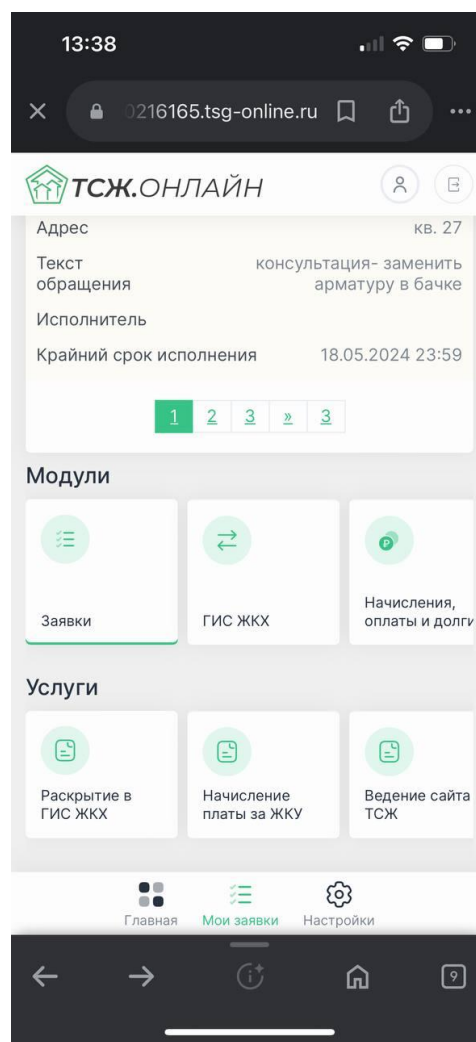 13:38
0216165.tsg-online.ru
ТСЖ.ОНЛАЙН
Адрес кв. 27
Текст обращения консультация- заменить
арматуру в бачке
Исполнитель
Крайний срок исполнения 18.05.2024 23:59
1 2 3 » 3
Модули
Заявки
ГИС ЖКХ
Начисления,
оплаты и долги
Услуги
Раскрытие в
ГИС ЖКХ
Начисление
платы за ЖКУ
Ведение сайта
ТСЖ
Главная Мои заявки Настройки
9